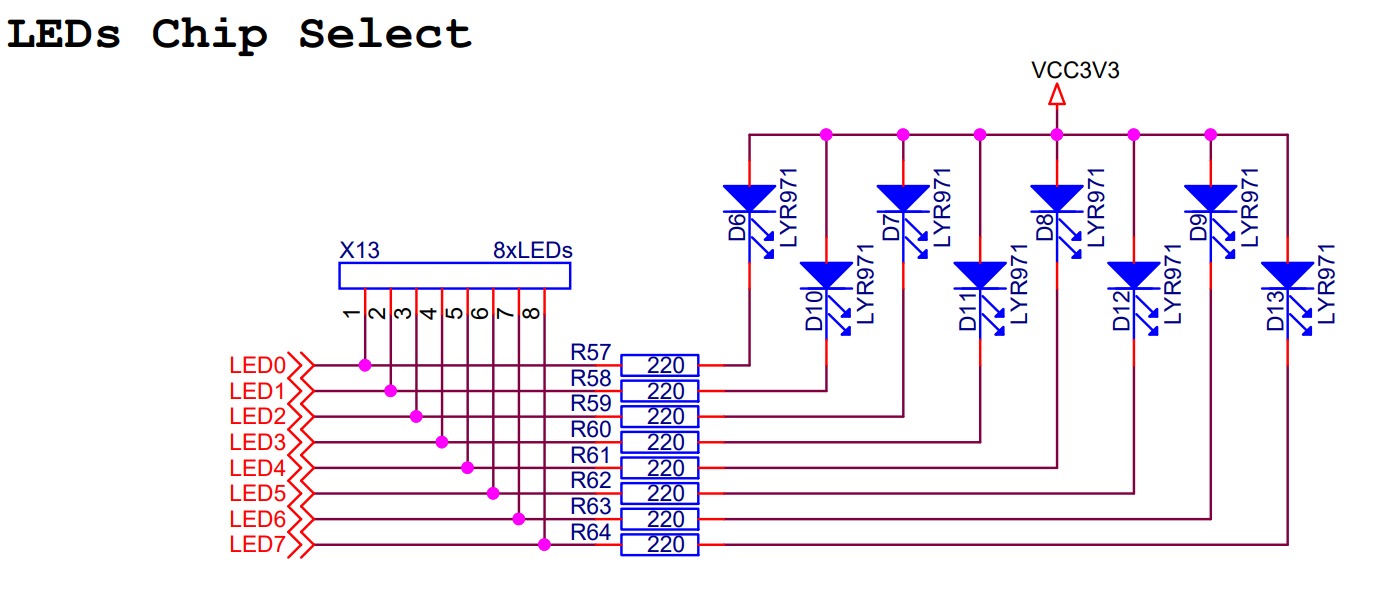 LEDs Chip Select
VCC3V3
D6 LYR971
D7 LYR971
D8 LYR971
D9 LYR971
X13 8xLEDs
D10 LYR971
D11 LYR971
D12 LYR971
D13 LYR971
1 2 3 4 5 6 7 8
LED0 R57 220
LED1 R58 220
LED2 R59 220
LED3 R60 220
LED4 R61 220
LED5 R62 220
LED6 R63 220
LED7 R64 220